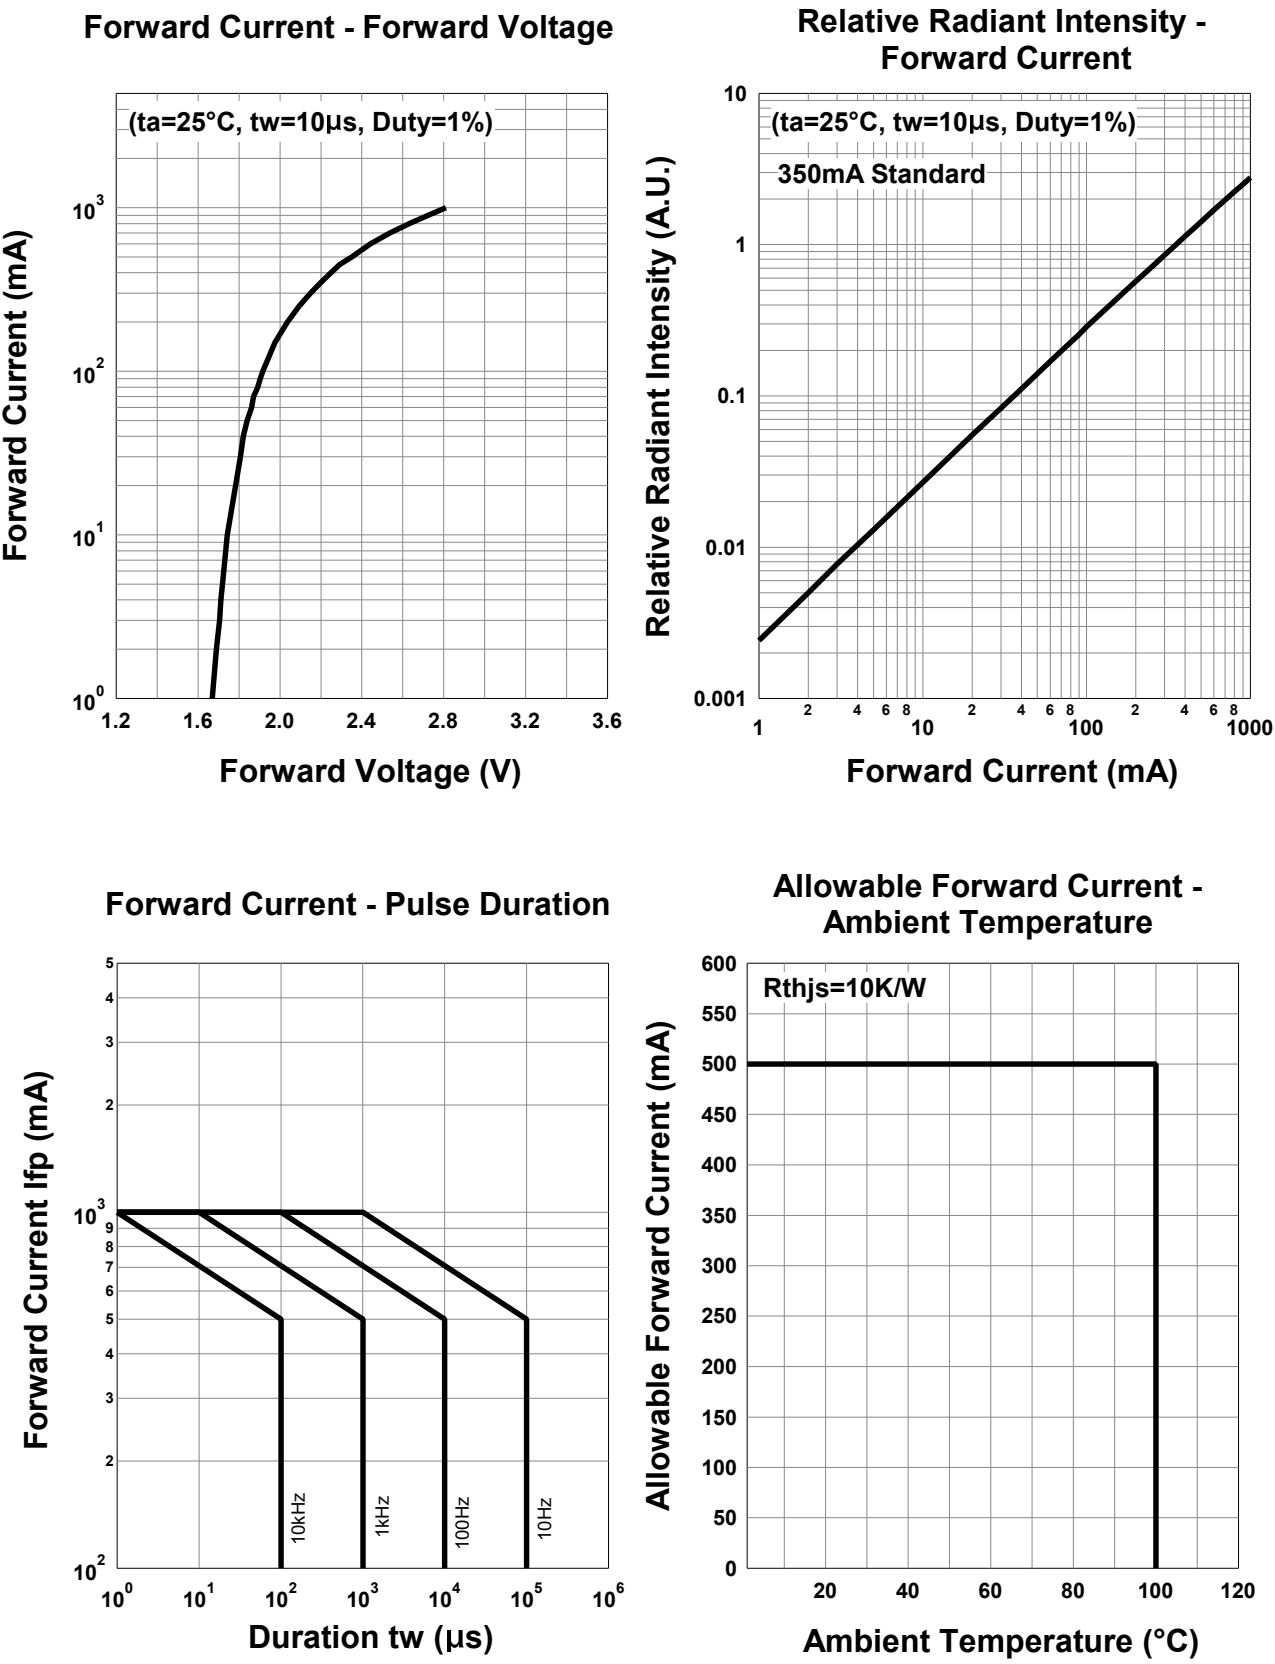 Forward Current - Forward Voltage
(ta=25°C, tw=10µs, Duty=1%)
Forward Current (mA)
10³
10²
10¹
10⁰
1.2 1.6 2.0 2.4 2.8 3.2 3.6
Forward Voltage (V)
Relative Radiant Intensity -
Forward Current
(ta=25°C, tw=10µs, Duty=1%)
350mA Standard
Relative Radiant Intensity (A.U.)
10
1
0.1
0.01
0.001
2 4 6 8 2 4 6 8 2 4 6 8
1 10 100 1000
Forward Current (mA)
Forward Current - Pulse Duration
Forward Current Ifp (mA)
5
4
3
2
10³
9
8
7
6
5
4
3
2
10²
10kHz
1kHz
100Hz
10Hz
10⁰ 10¹ 10² 10³ 10⁴ 10⁵ 10⁶
Duration tw (µs)
Allowable Forward Current -
Ambient Temperature
Rthjs=10K/W
Allowable Forward Current (mA)
600
550
500
450
400
350
300
250
200
150
100
50
0
20 40 60 80 100 120
Ambient Temperature (°C)